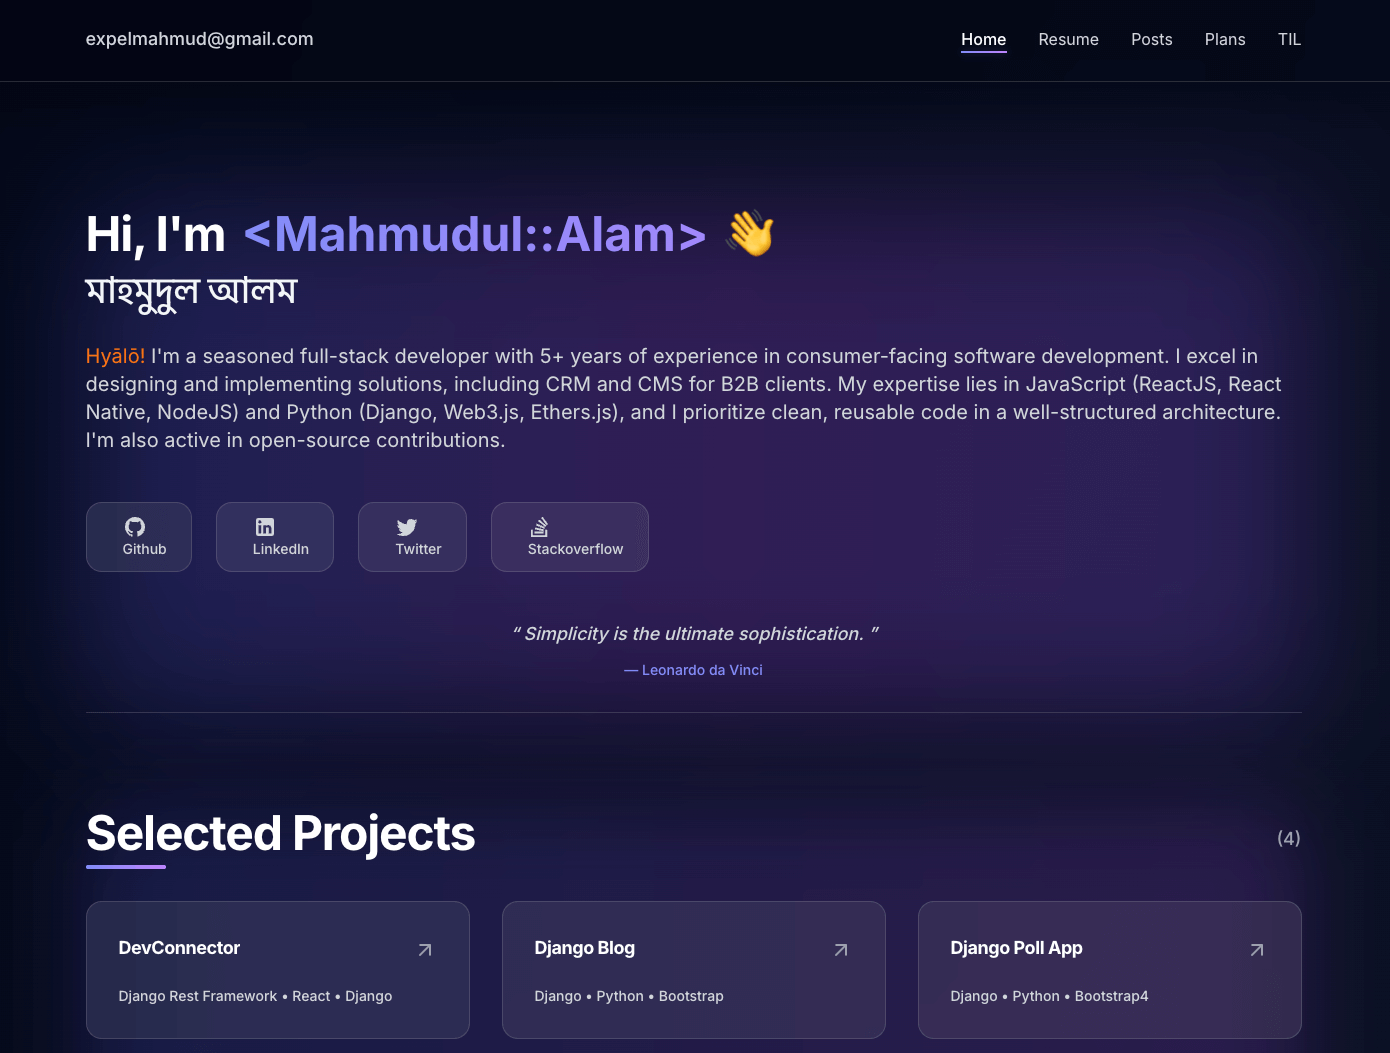 expelmahmud@gmail.com
Home Resume Posts Plans TIL
Hi, I'm <Mahmudul::Alam> 👋
মাহমুদুল আলম
Hyālō! I'm a seasoned full-stack developer with 5+ years of experience in consumer-facing software development. I excel in
designing and implementing solutions, including CRM and CMS for B2B clients. My expertise lies in JavaScript (ReactJS, React
Native, NodeJS) and Python (Django, Web3.js, Ethers.js), and I prioritize clean, reusable code in a well-structured architecture.
I'm also active in open-source contributions.
Github LinkedIn Twitter Stackoverflow
“ Simplicity is the ultimate sophistication. ”
— Leonardo da Vinci
Selected Projects (4)
DevConnector
Django Rest Framework • React • Django
Django Blog
Django • Python • Bootstrap
Django Poll App
Django • Python • Bootstrap4